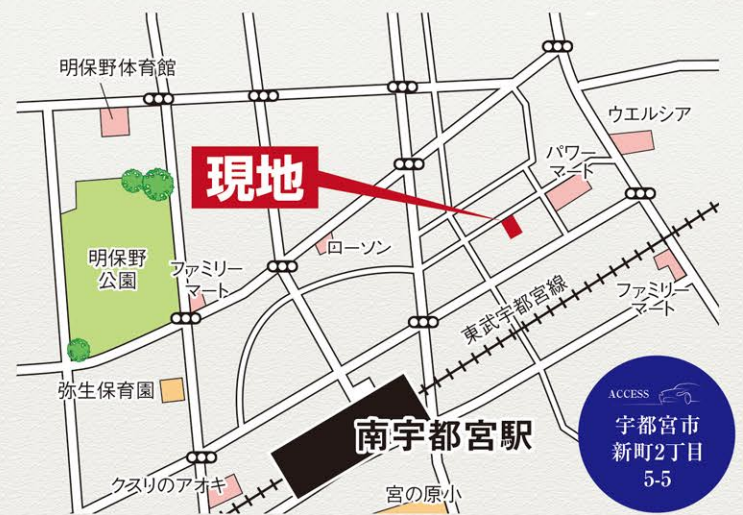 明保野体育館
ウエルシア
パワー
マート
現地
ローソン
明保野
公園
ファミリー
マート
東武宇都宮線
ファミリー
マート
弥生保育園
南宇都宮駅
クスリのアオキ
宮の原小
ACCESS
宇都宮市
新町2丁目
5-5